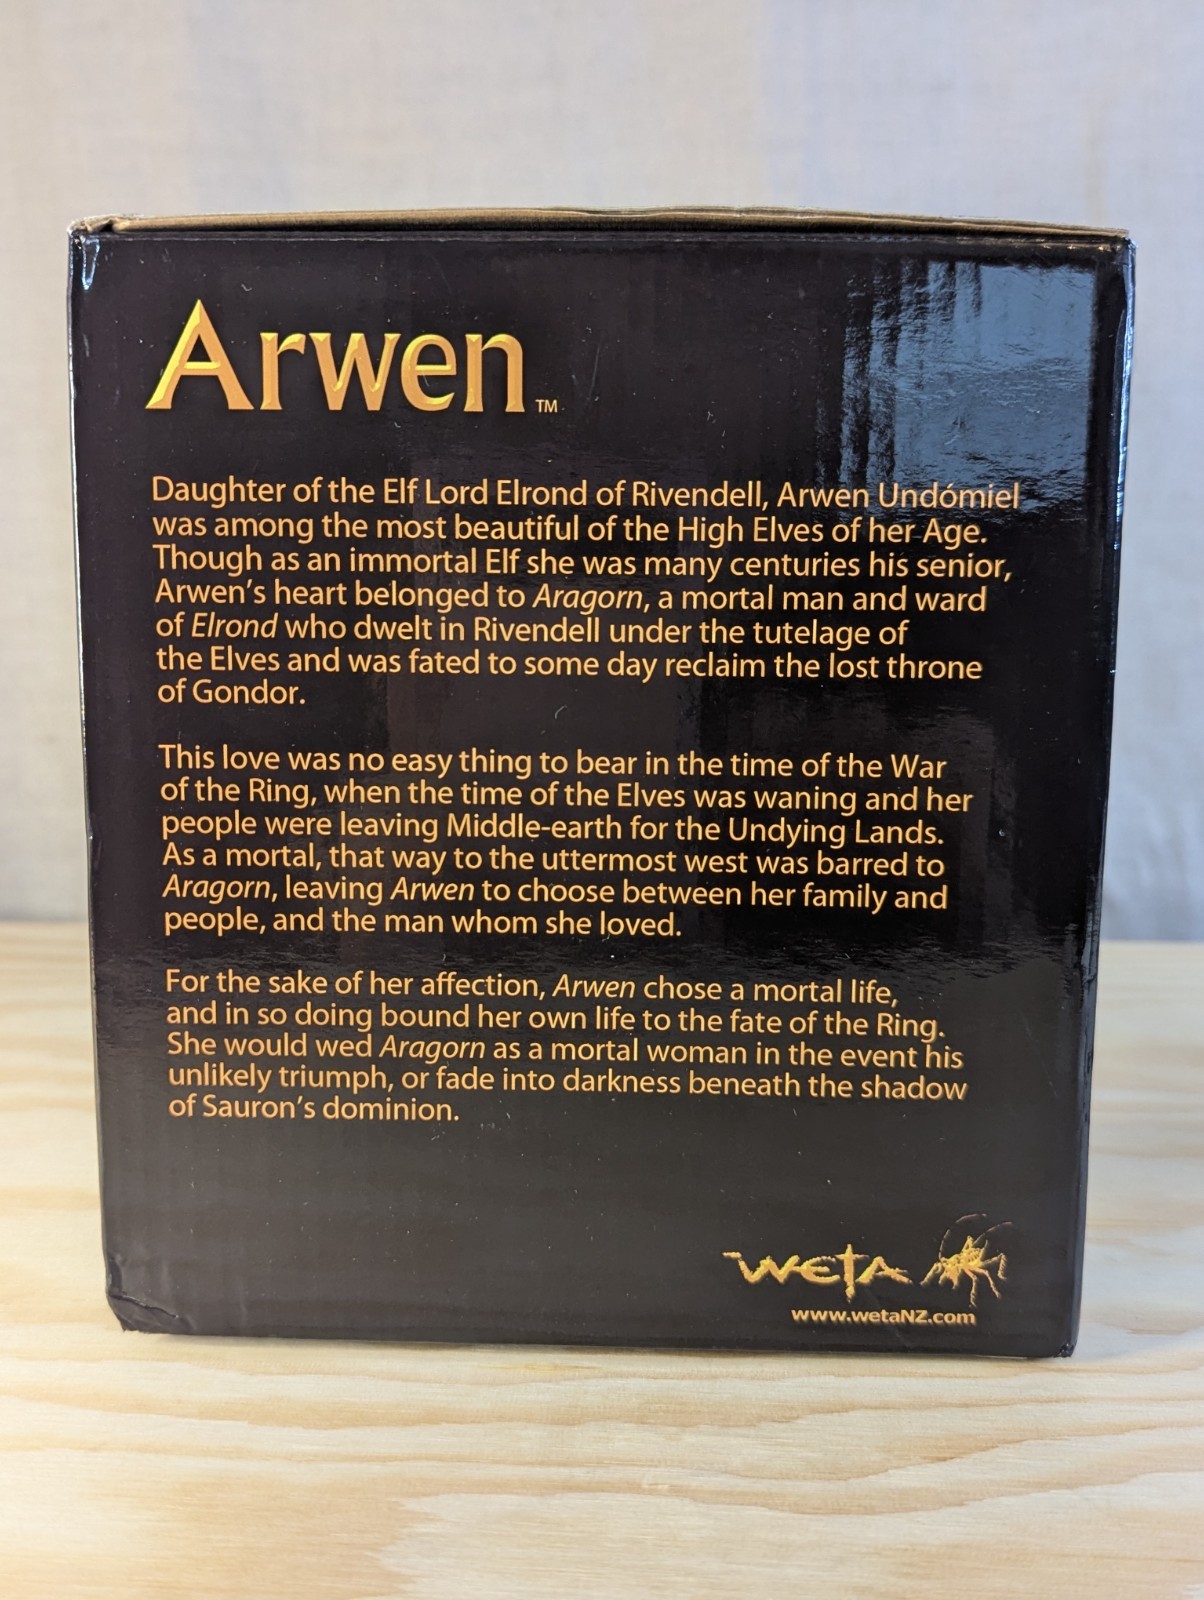 Arwen™
Daughter of the Elf Lord Elrond of Rivendell, Arwen Undómiel
was among the most beautiful of the High Elves of her Age.
Though as an immortal Elf she was many centuries his senior,
Arwen's heart belonged to Aragorn, a mortal man and ward
of Elrond who dwelt in Rivendell under the tutelage of
the Elves and was fated to some day reclaim the lost throne
of Gondor.
This love was no easy thing to bear in the time of the War
of the Ring, when the time of the Elves was waning and her
people were leaving Middle-earth for the Undying Lands.
As a mortal, that way to the uttermost west was barred to
Aragorn, leaving Arwen to choose between her family and
people, and the man whom she loved.
For the sake of her affection, Arwen chose a mortal life,
and in so doing bound her own life to the fate of the Ring.
She would wed Aragorn as a mortal woman in the event his
unlikely triumph, or fade into darkness beneath the shadow
of Sauron's dominion.
WETA
www.wetaNZ.com